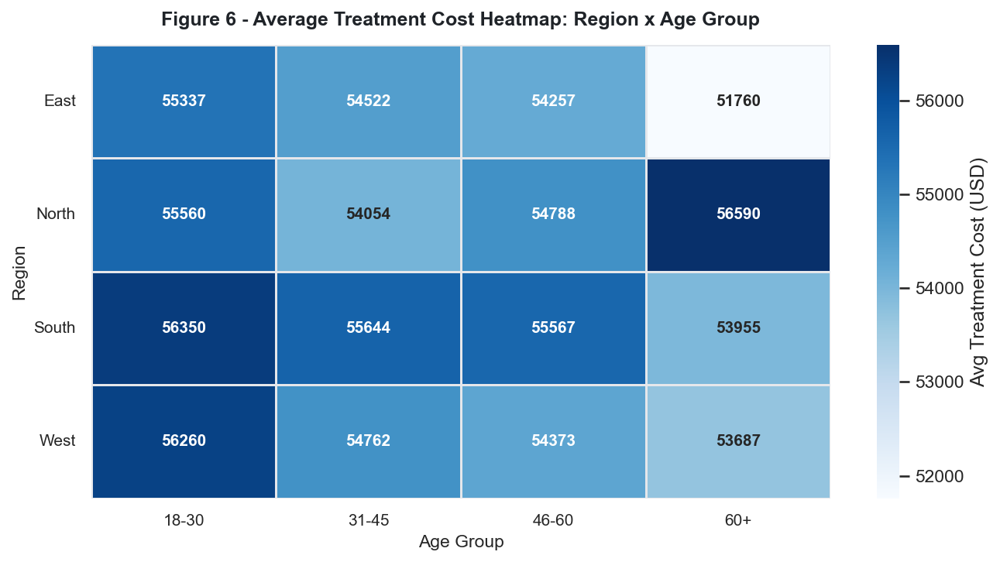 Figure 6 - Average Treatment Cost Heatmap: Region x Age Group
East 55337 54522 54257 51760
North 55560 54054 54788 56590
South 56350 55644 55567 53955
West 56260 54762 54373 53687
18-30 31-45 46-60 60+
Age Group
Region
56000
55000
54000
53000
52000
Avg Treatment Cost (USD)